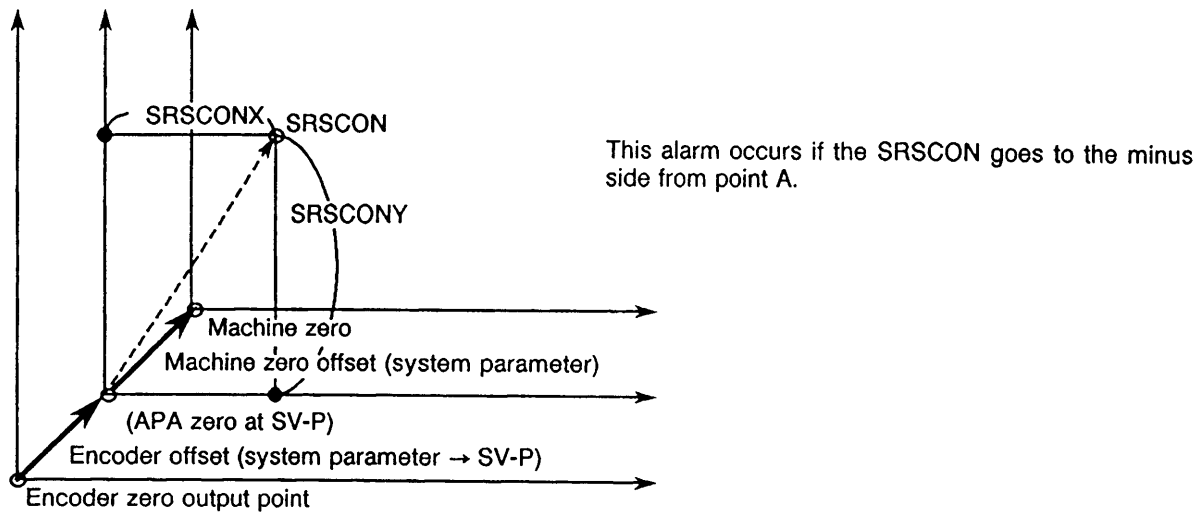 SRSCONX
SRSCON
This alarm occurs if the SRSCON goes to the minus
side from point A.
SRSCONY
Machine zero
Machine zero offset (system parameter)
(APA zero at SV-P)
Encoder offset (system parameter → SV-P)
Encoder zero output point